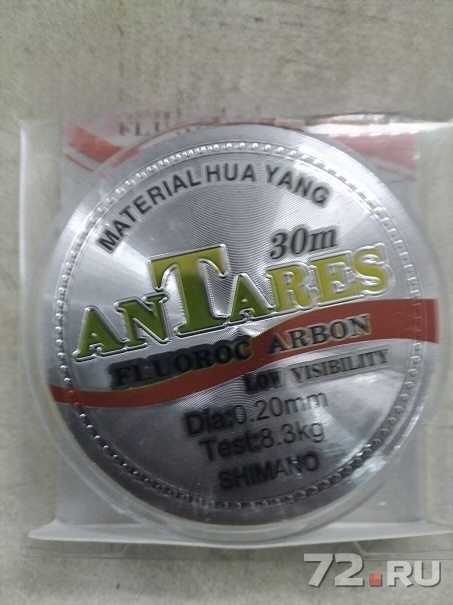 MATERIAL HUA YANG
30m
ANTARES
FLUOROC ARBON
LOW VISIBILITY
Dia:0.20mm
Test:8.3kg
SHIMANO
72.RU